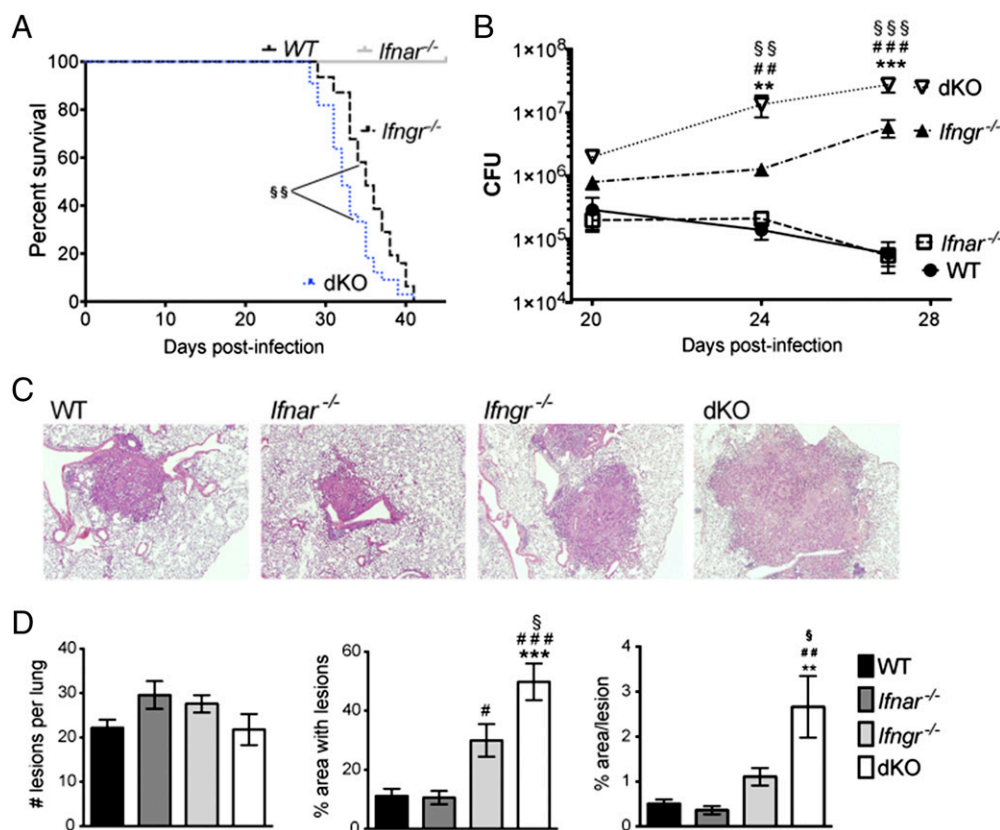 A
WT
Ifnar-/-
100
80
60
40
20
0
Percent survival
Ifngr-/-
§§
dKO
0 10 20 30 40
Days post-infection
B
1×10^8
1×10^7
1×10^6
1×10^5
1×10^4
CFU
§§
##
**
§§§
###
***
dKO
Ifngr-/-
Ifnar-/-
WT
20 24 28
Days post-infection
C
WT Ifnar-/- Ifngr-/- dKO
D
# lesions per lung
40
30
20
10
0
% area with lesions
60
40
20
0
#
§
###
***
% area/lesion
4
3
2
1
0
§
##
**
WT
Ifnar-/-
Ifngr-/-
dKO